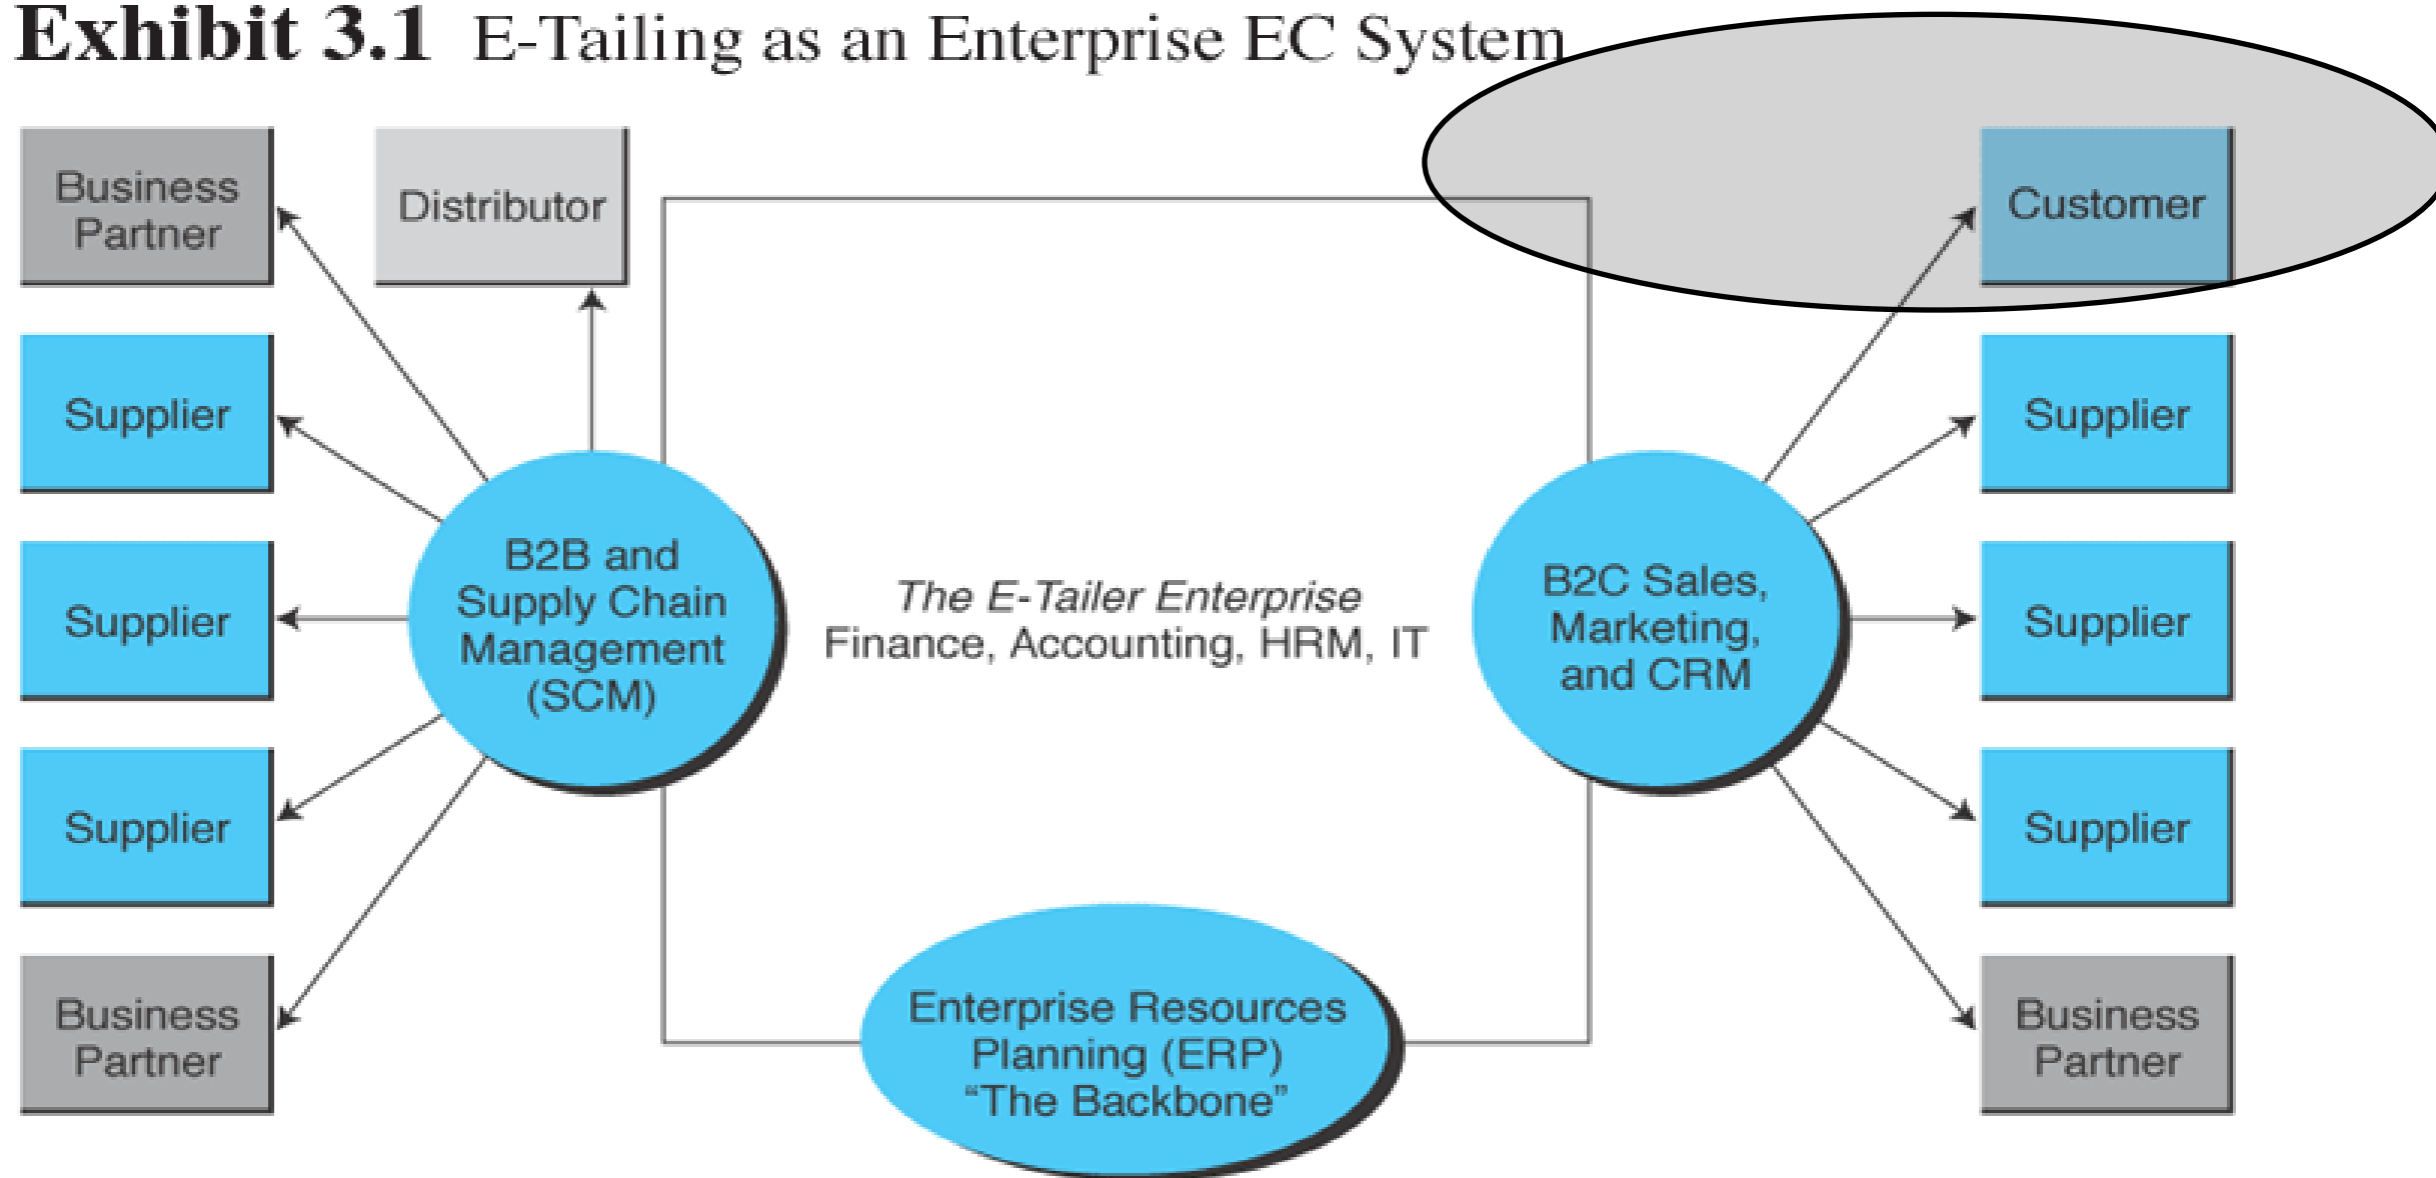 Exhibit 3.1 E-Tailing as an Enterprise EC System
Business
Partner
Distributor
Customer
Supplier
Supplier
B2B and
Supply Chain
Management
(SCM)
The E-Tailer Enterprise
Finance, Accounting, HRM, IT
B2C Sales,
Marketing,
and CRM
Supplier
Supplier
Supplier
Supplier
Business
Partner
Enterprise Resources
Planning (ERP)
“The Backbone”
Business
Partner